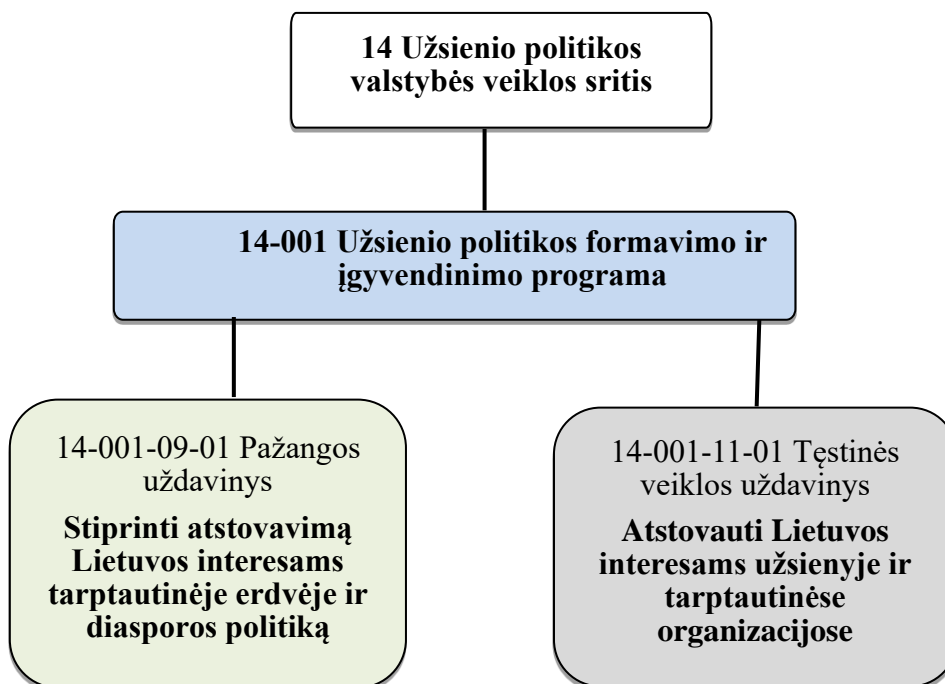 14 Užsienio politikos
valstybės veiklos sritis
14-001 Užsienio politikos formavimo ir
įgyvendinimo programa
14-001-09-01 Pažangos
uždavinys
Stiprinti atstovavimą
Lietuvos interesams
tarptautinėje erdvėje ir
diasporos politiką
14-001-11-01 Tęstinės
veiklos uždavinys
Atstovauti Lietuvos
interesams užsienyje ir
tarptautinėse
organizacijose